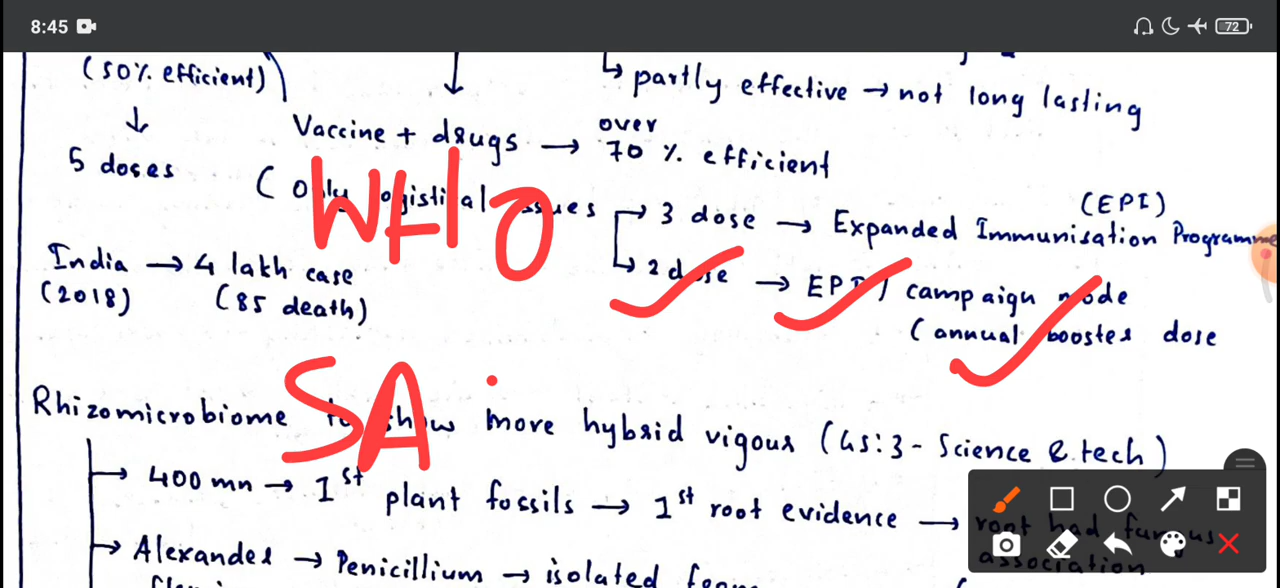 8:45 72
(50% efficient)
↳ partly effective → not long lasting
↓
5 doses
Vaccine + drugs → over 70% efficient
( only logistical issues
3 dose → Expanded Immunisation Programme
(EPI)
2 dose → EPI / campaign mode
(annual booster dose
India → 4 lakh case
(2018) (85 death)
WHO
SA
Rhizomicrobiome to show more hybrid vigous (GS:3 - Science & tech)
→ 400 mn → 1st plant fossils → 1st root evidence → root had fungus
association
→ Alexander → Penicillium → isolated from